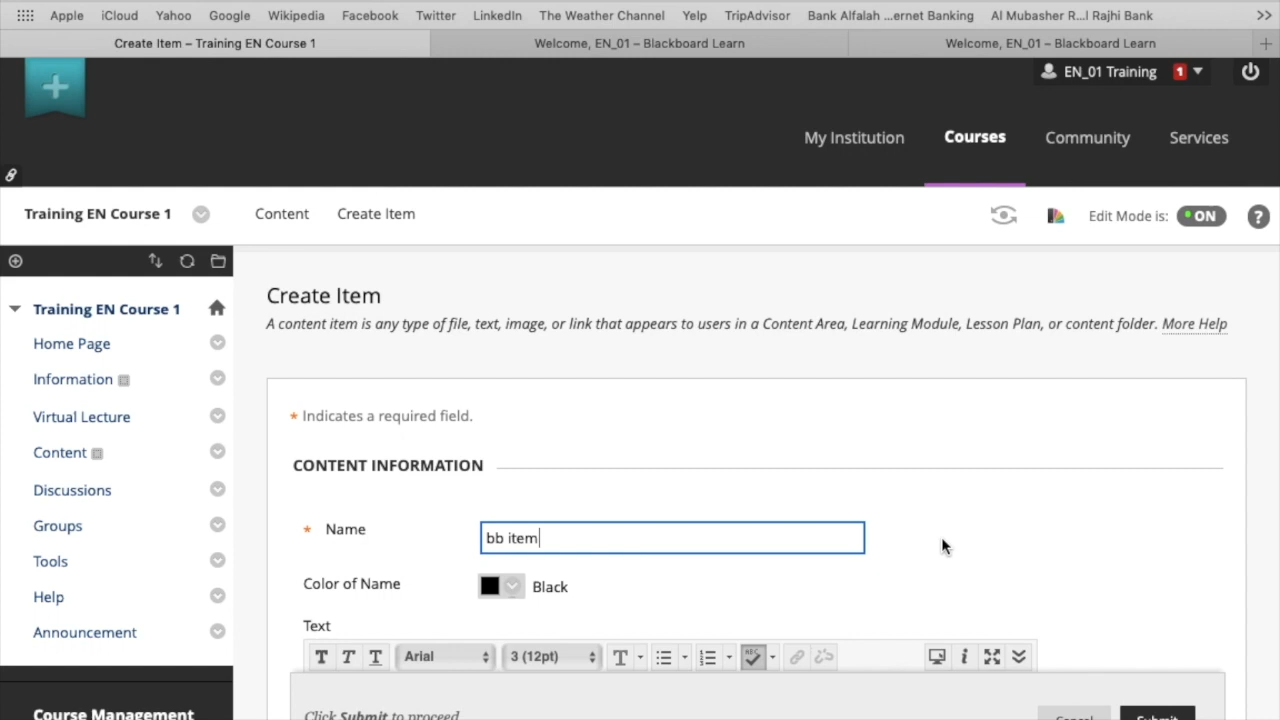 Apple iCloud Yahoo Google Wikipedia Facebook Twitter LinkedIn The Weather Channel Yelp TripAdvisor Bank Alfalah ...ernet Banking Al Mubasher R...l Rajhi Bank >>
Create Item – Training EN Course 1 Welcome, EN_01 – Blackboard Learn Welcome, EN_01 – Blackboard Learn
EN_01 Training 1
My Institution Courses Community Services
Training EN Course 1 Content Create Item Edit Mode is: ON ?
Training EN Course 1
Home Page
Information
Virtual Lecture
Content
Discussions
Groups
Tools
Help
Announcement
Course Management
Create Item
A content item is any type of file, text, image, or link that appears to users in a Content Area, Learning Module, Lesson Plan, or content folder. More Help
* Indicates a required field.
CONTENT INFORMATION
* Name bb item
Color of Name Black
Text
T T T Arial 3 (12pt) T ABC i
Click Submit to proceed
Cancel Submit